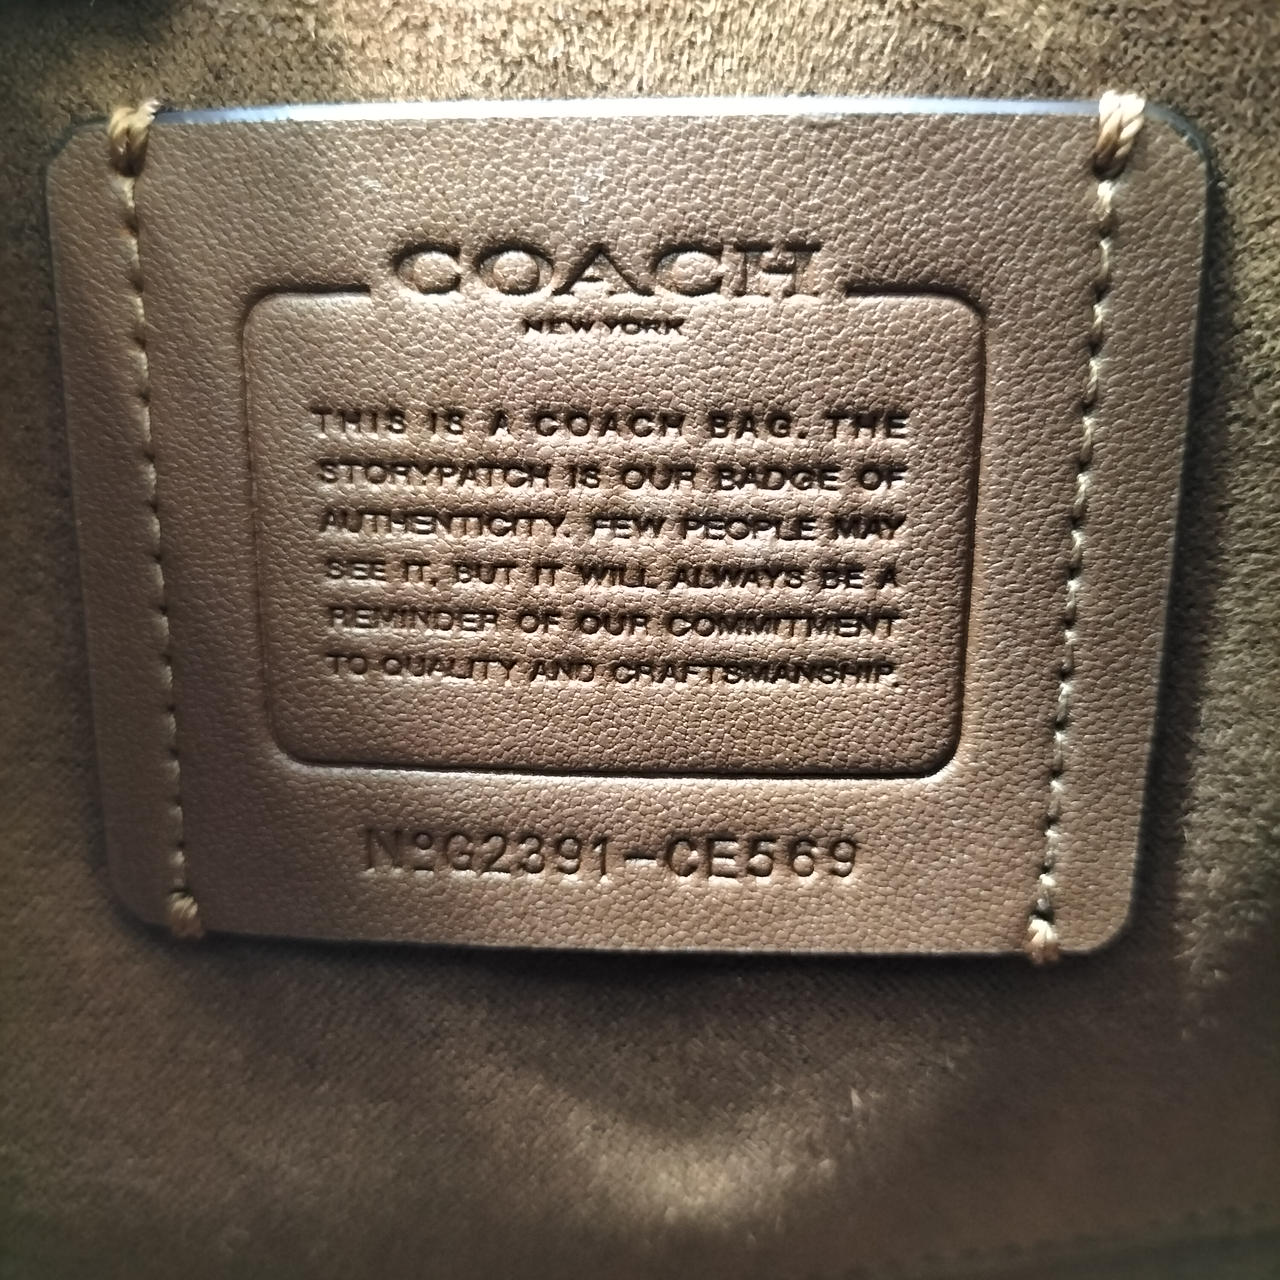 COACH
NEW YORK
THIS IS A COACH BAG. THE
STORYPATCH IS OUR BADGE OF
AUTHENTICITY. FEW PEOPLE MAY
SEE IT, BUT IT WILL ALWAYS BE A
REMINDER OF OUR COMMITMENT
TO QUALITY AND CRAFTSMANSHIP.
NºG2391-CE569